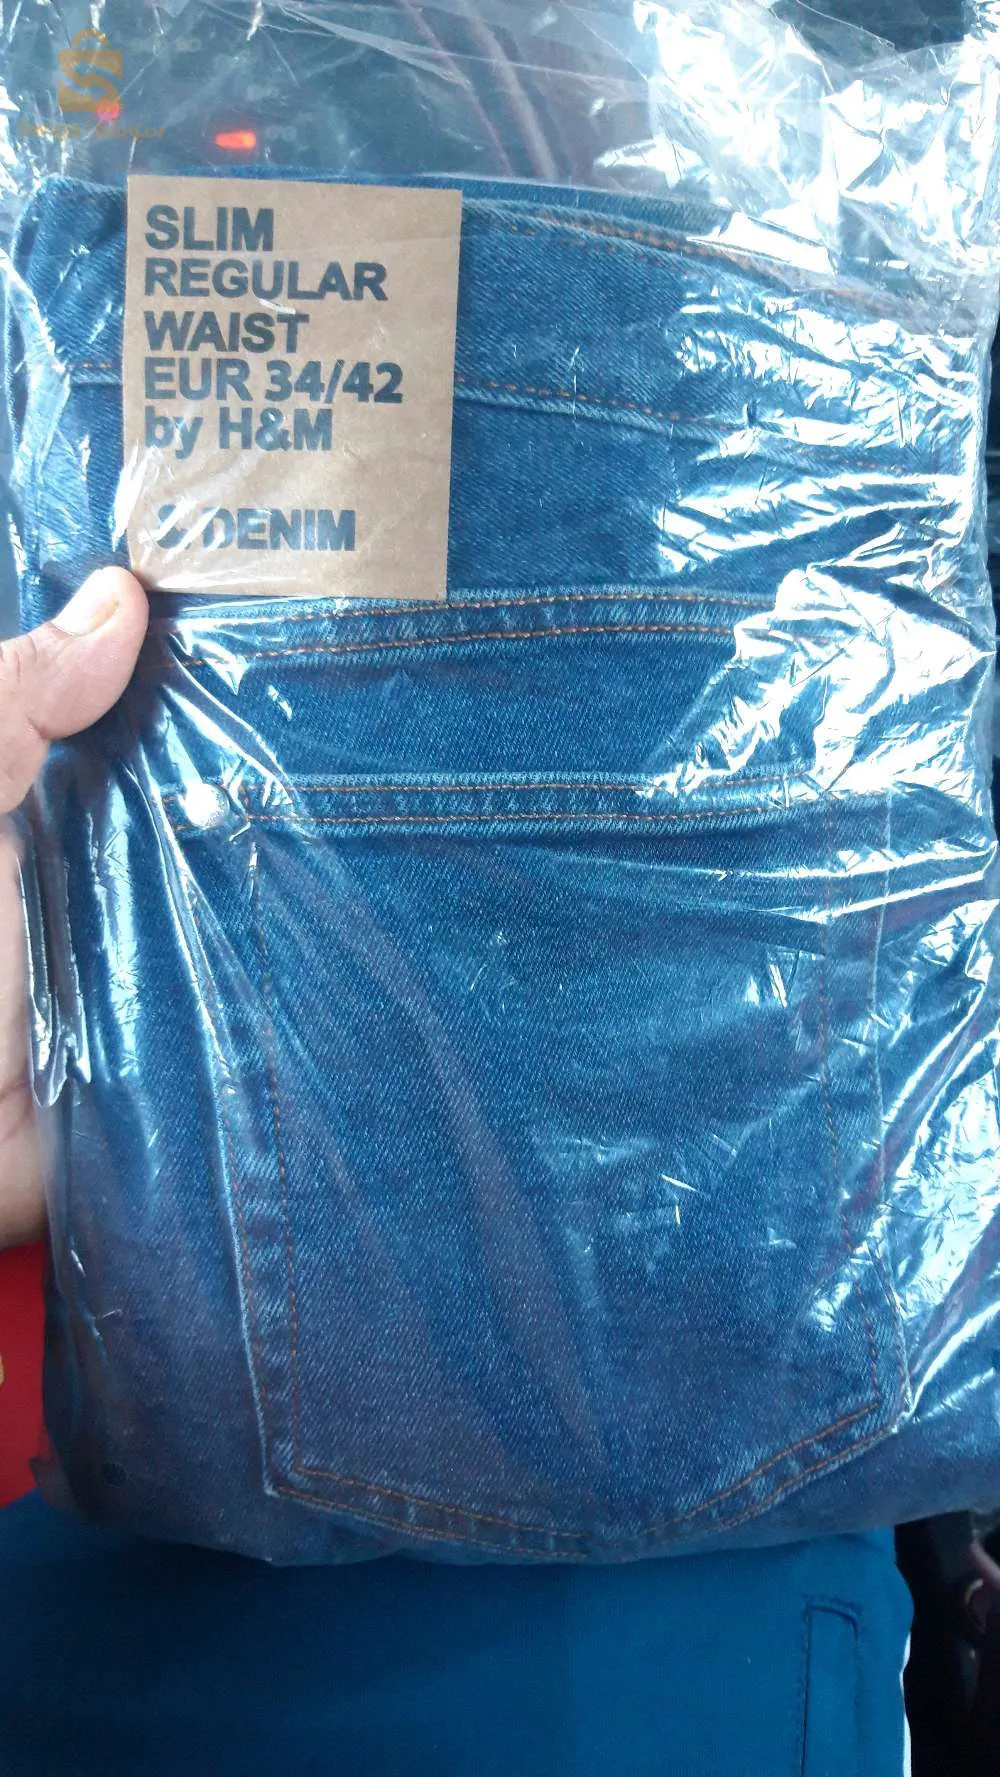 SLIM
REGULAR
WAIST
EUR 34/42
by H&M
& DENIM